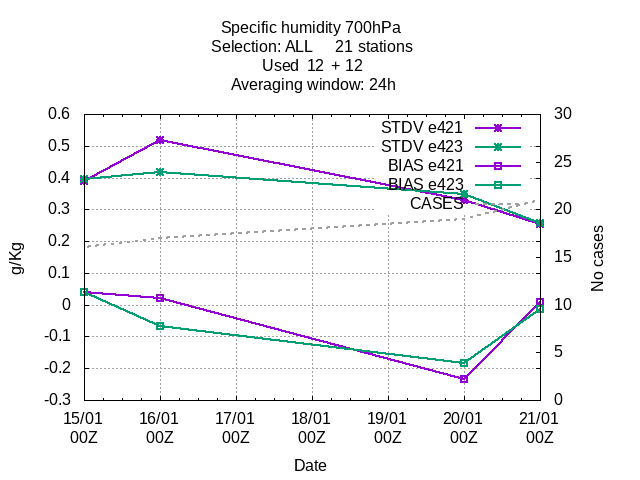 Specific humidity 700hPa
Selection: ALL 21 stations
Used 12 + 12
Averaging window: 24h
STDV e421
STDV e423
BIAS e421
BIAS e423
CASES
g/Kg
0.6
0.5
0.4
0.3
0.2
0.1
0
-0.1
-0.2
-0.3
30
25
20
15
10
5
0
No cases
15/01 16/01 17/01 18/01 19/01 20/01 21/01
00Z 00Z 00Z 00Z 00Z 00Z 00Z
Date